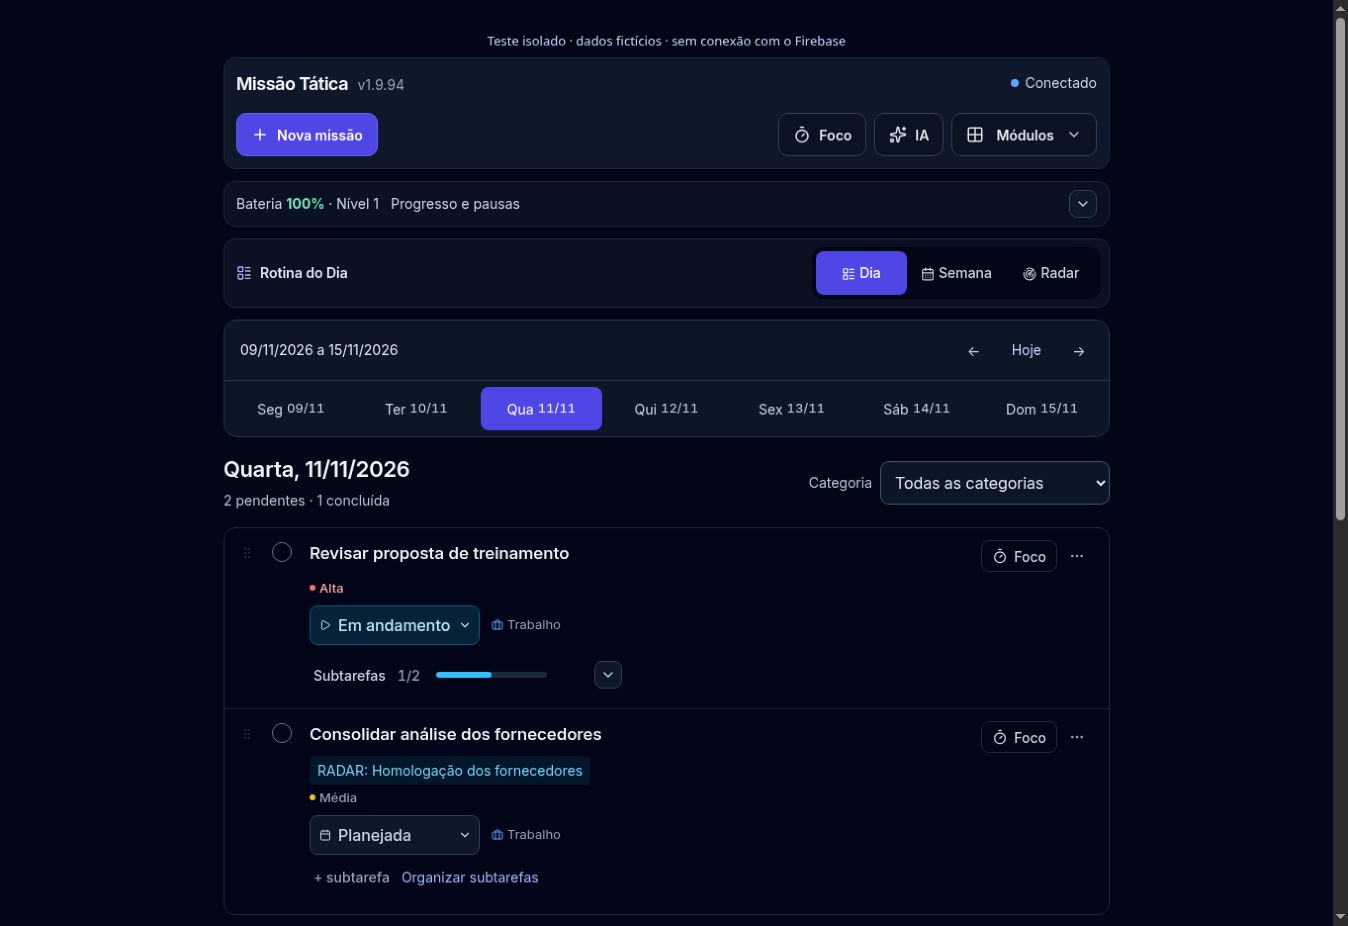 Teste isolado · dados fictícios · sem conexão com o Firebase
Missão Tática v1.9.94
Conectado
Nova missão
Foco
IA
Módulos
Bateria 100% · Nível 1 Progresso e pausas
Rotina do Dia
Dia
Semana
Radar
09/11/2026 a 15/11/2026
← Hoje →
Seg 09/11
Ter 10/11
Qua 11/11
Qui 12/11
Sex 13/11
Sáb 14/11
Dom 15/11
Quarta, 11/11/2026
2 pendentes · 1 concluída
Categoria
Todas as categorias
Revisar proposta de treinamento
Foco
...
Alta
Em andamento
Trabalho
Subtarefas 1/2
Consolidar análise dos fornecedores
Foco
...
RADAR: Homologação dos fornecedores
Média
Planejada
Trabalho
+ subtarefa
Organizar subtarefas